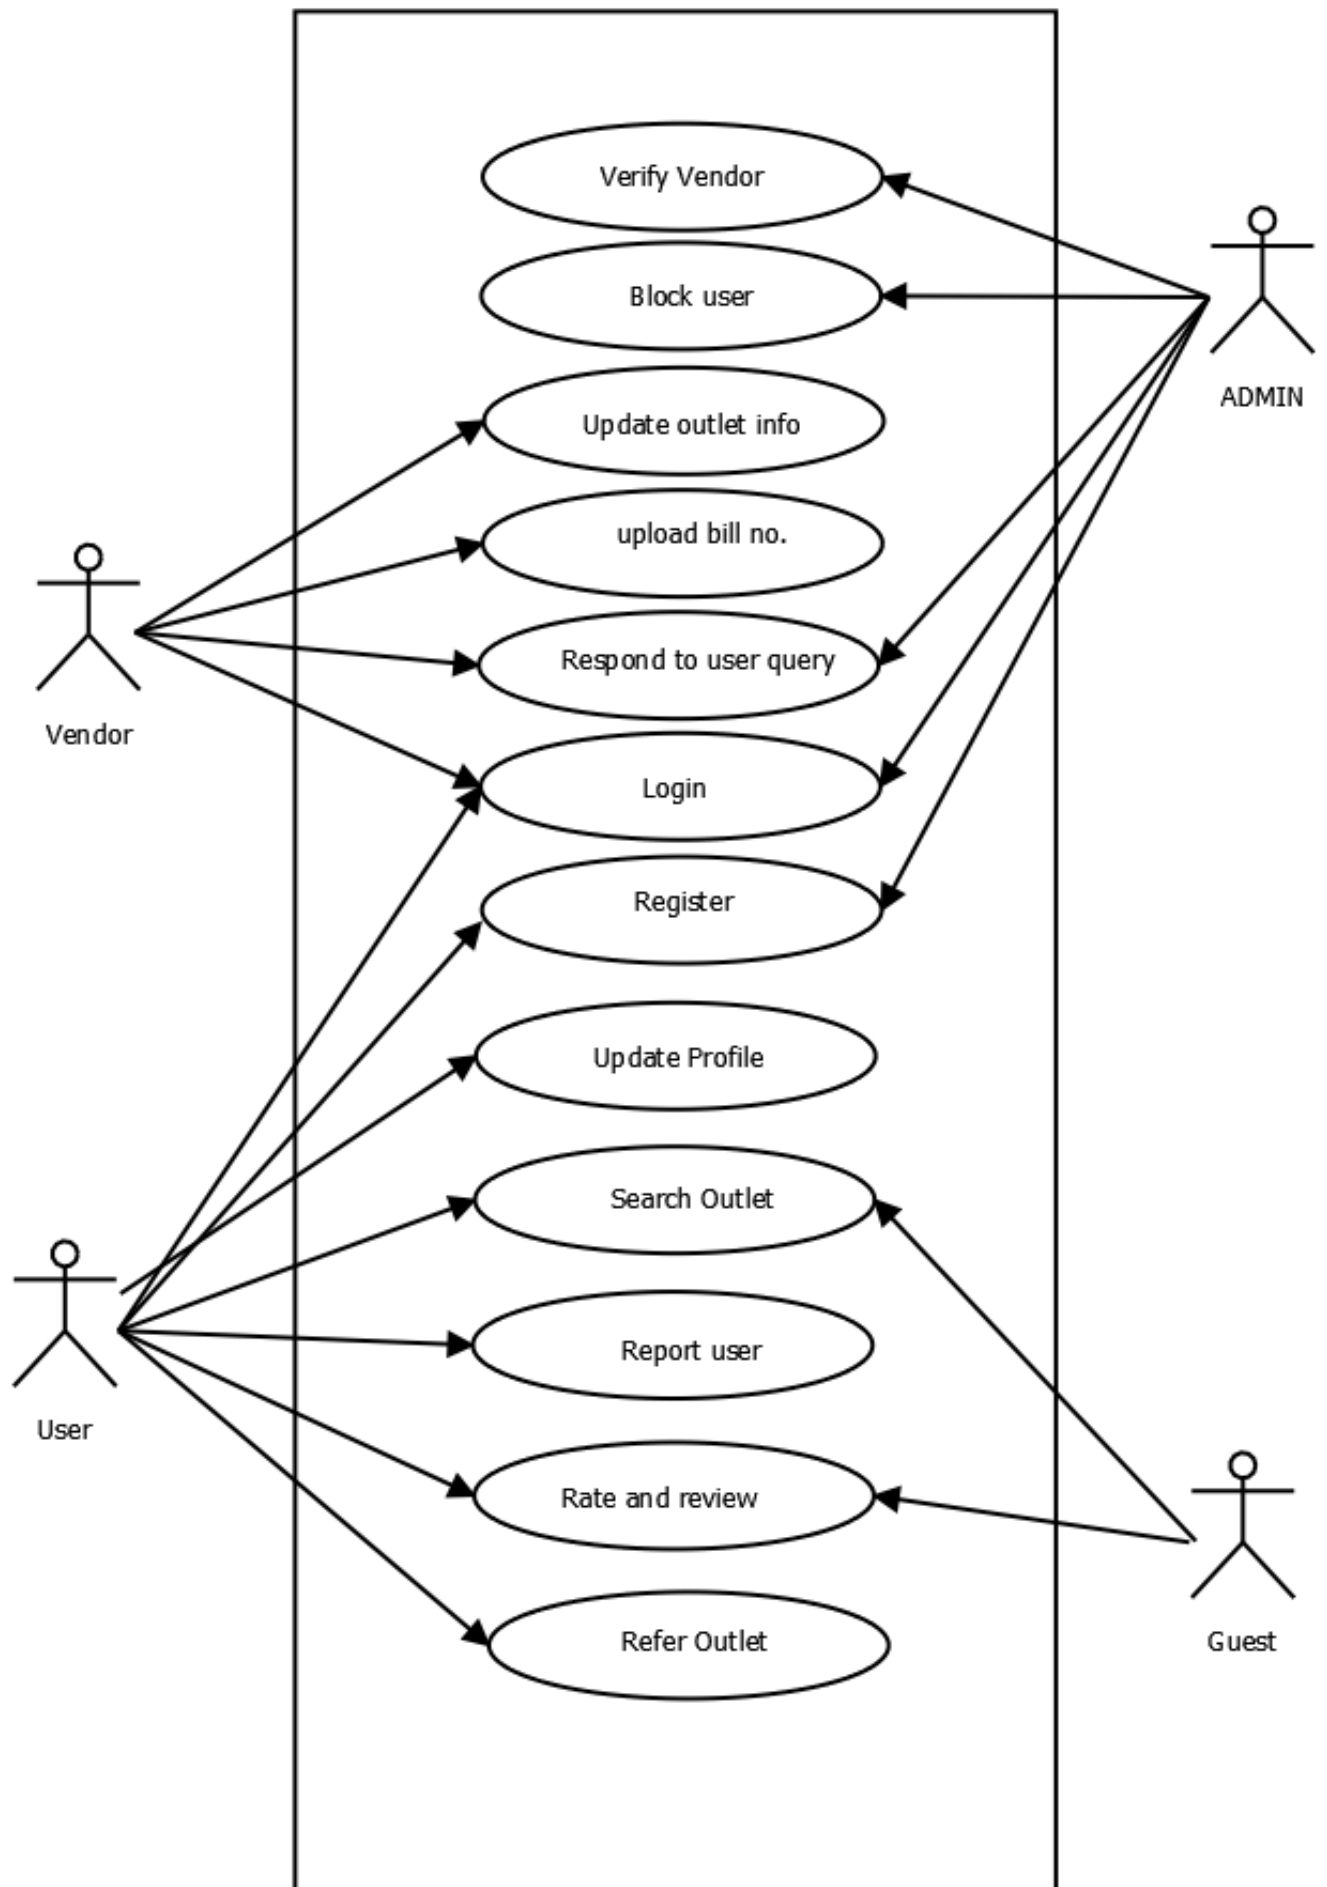 Verify Vendor
Block user
ADMIN
Update outlet info
upload bill no.
Respond to user query
Vendor
Login
Register
Update Profile
Search Outlet
Report user
User
Rate and review
Refer Outlet
Guest